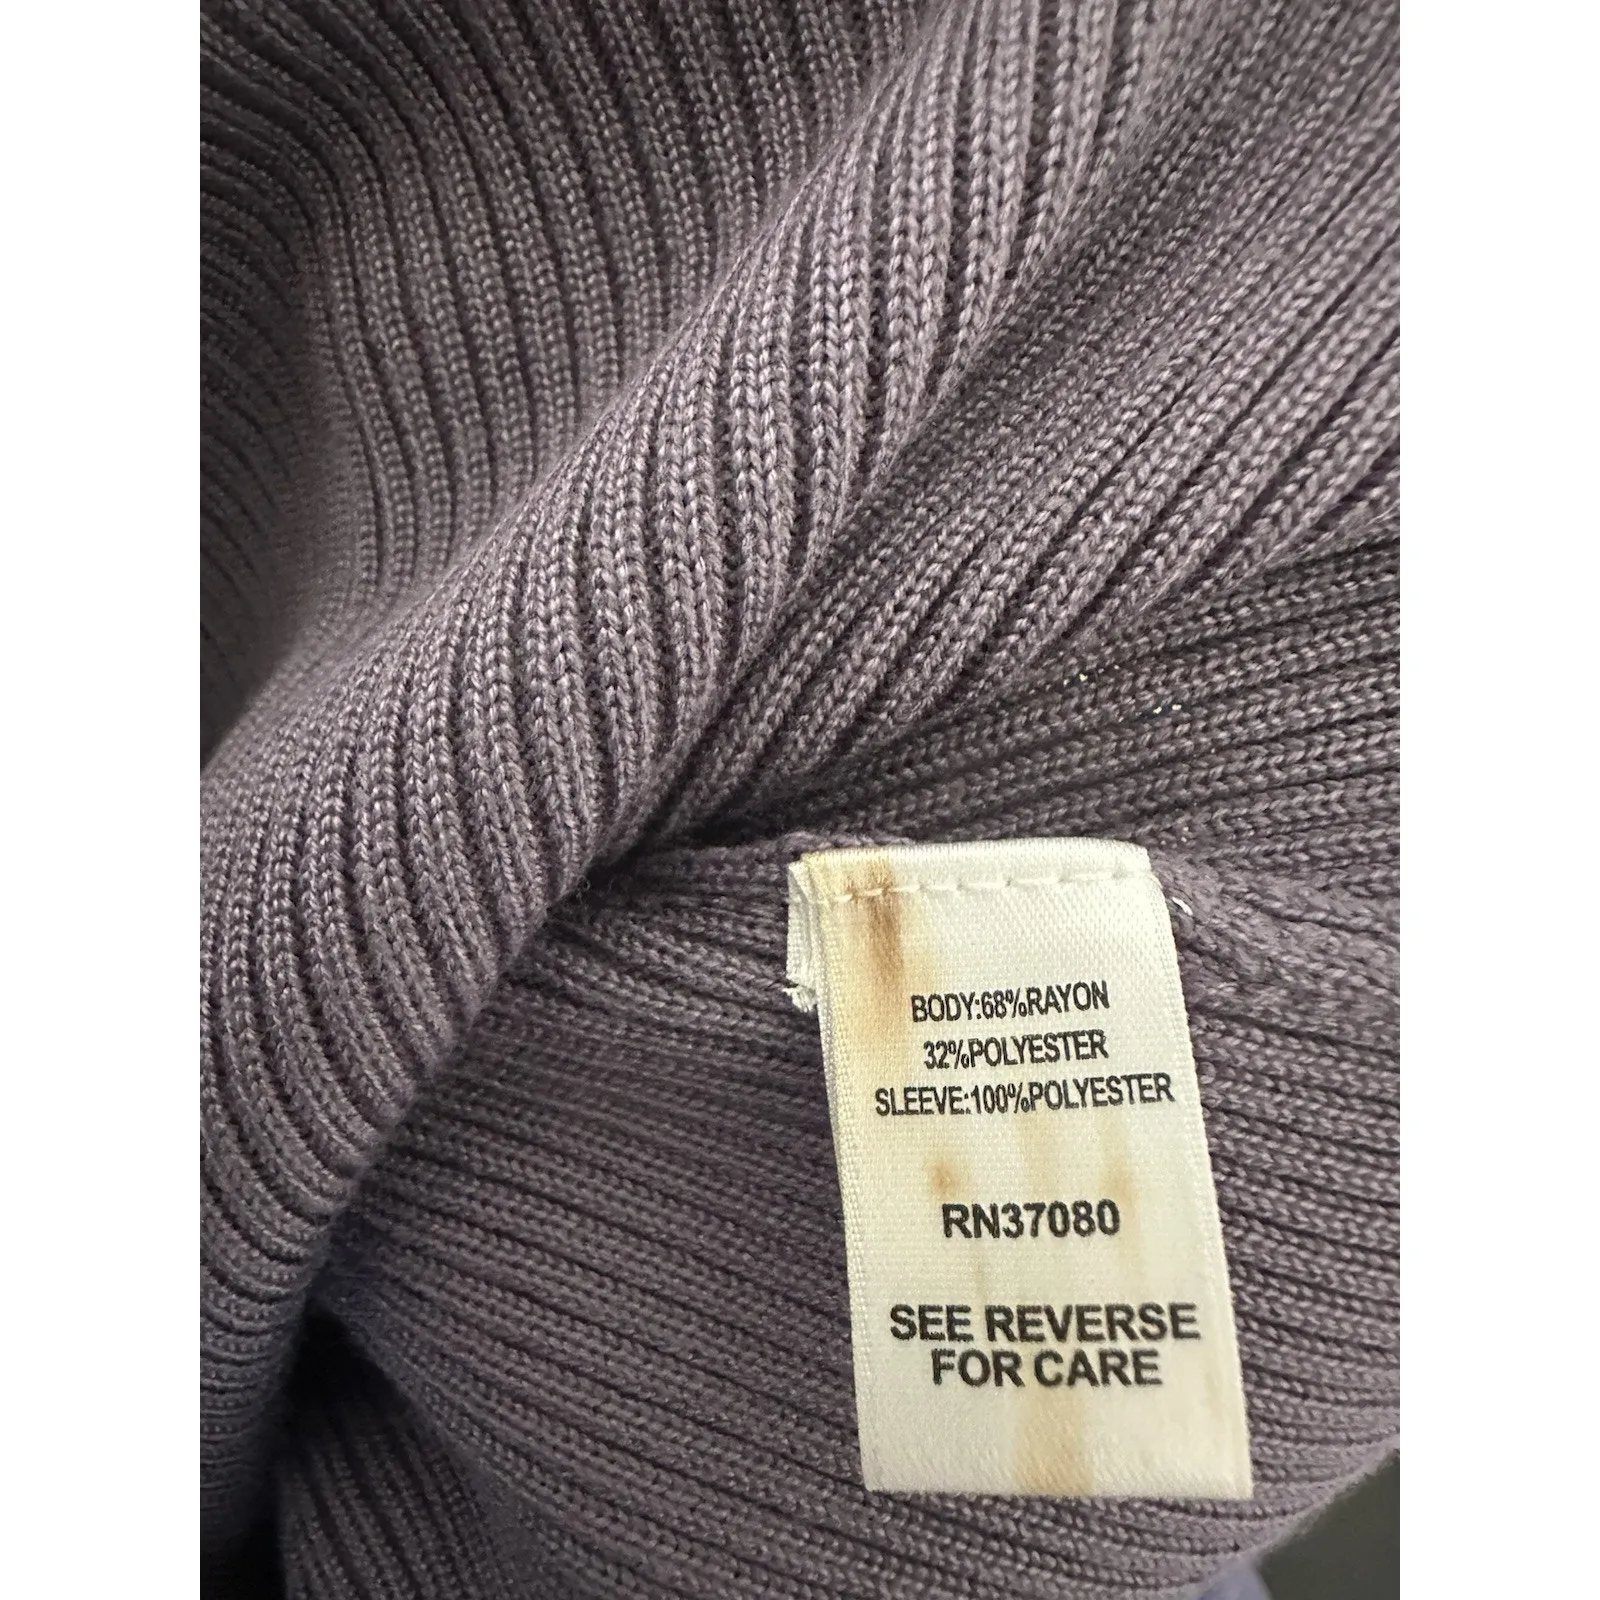 BODY:68%RAYON
32%POLYESTER
SLEEVE:100%POLYESTER
RN37080
SEE REVERSE
FOR CARE